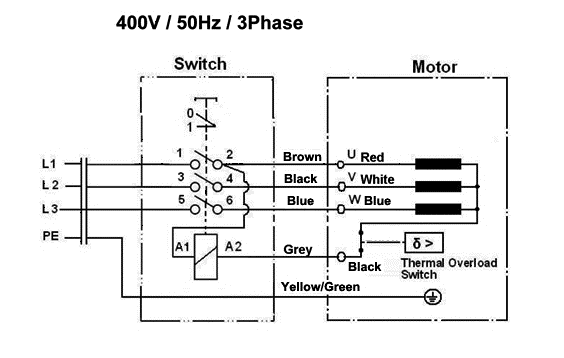 400V / 50Hz / 3Phase
Switch
Motor
0
1
L1
1
2
Brown
U Red
L2
3
4
Black
V White
L3
5
6
Blue
W Blue
PE
A1
A2
Grey
Black
δ >
Thermal Overload
Switch
Yellow/Green